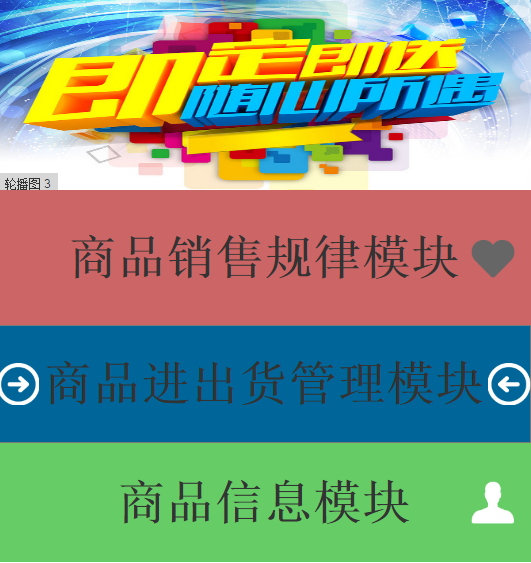 即定即送
随心所遇
轮播图 3
商品销售规律模块
商品进出货管理模块
商品信息模块